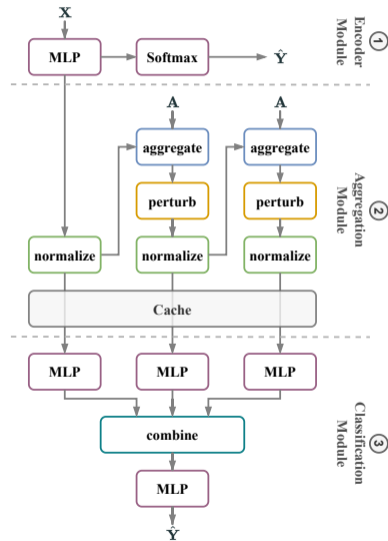 X
MLP
Softmax
Ŷ
Encoder
Module
1
A
A
aggregate
aggregate
perturb
perturb
normalize
normalize
normalize
Aggregation
Module
2
Cache
MLP
MLP
MLP
combine
MLP
Ŷ
Classification
Module
3